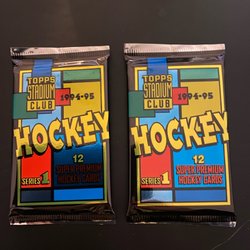 TOPPS
STADIUM
CLUB
1994-95
HOCKEY
12
SUPER PREMIUM
HOCKEY CARDS
SERIES 1
TOPPS
STADIUM
CLUB
1994-95
HOCKEY
12
SUPER PREMIUM
HOCKEY CARDS
SERIES 1